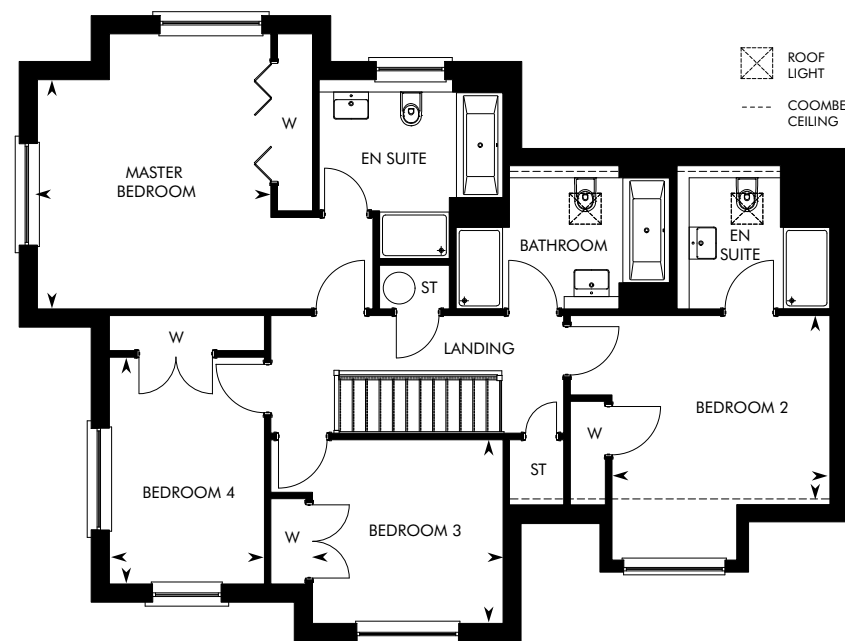 ROOF
LIGHT
COOMBE
CEILING
W
MASTER
BEDROOM
EN SUITE
BATHROOM
EN
SUITE
ST
W
LANDING
BEDROOM 2
W
ST
BEDROOM 4
W
BEDROOM 3